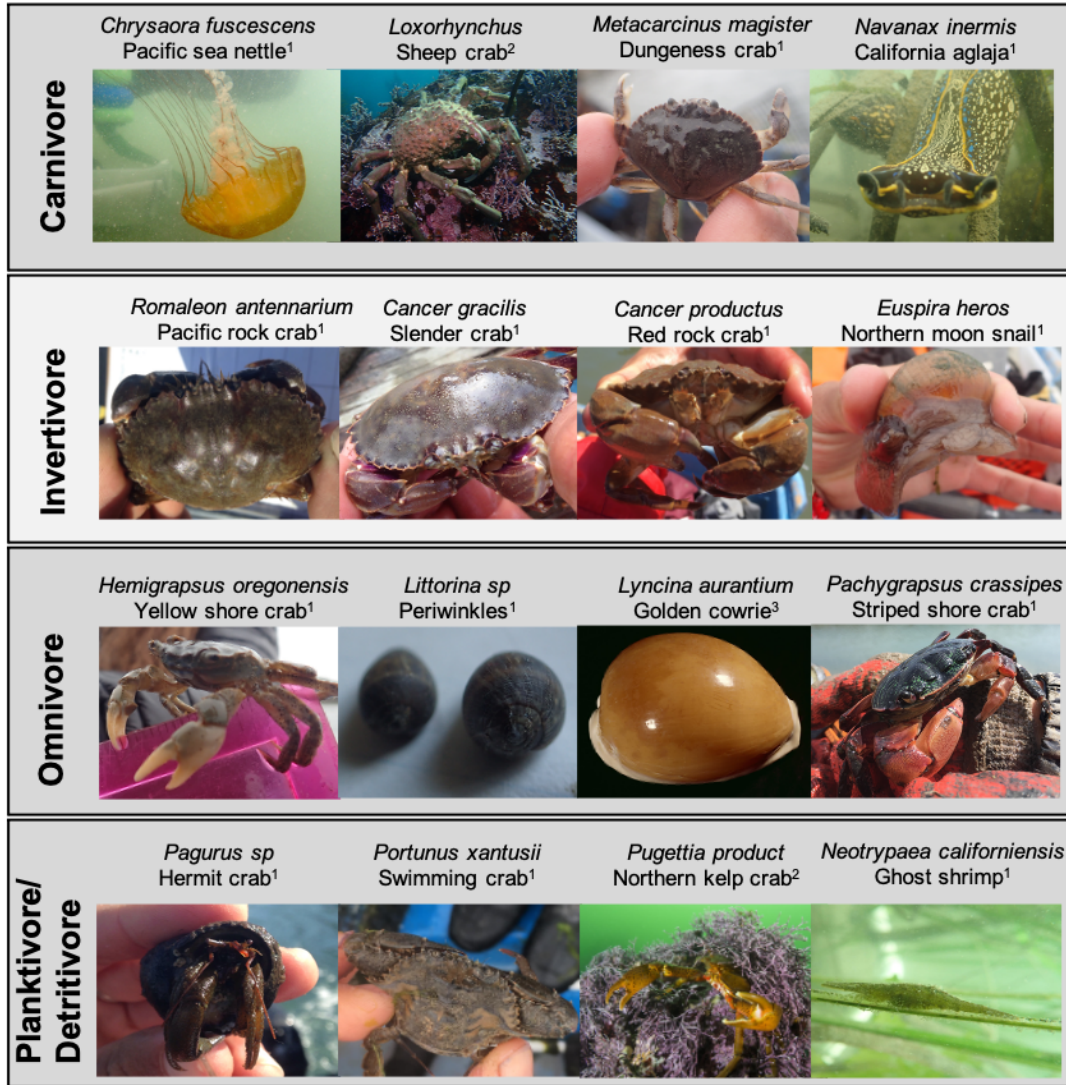 Carnivore
Chrysaora fuscescens
Pacific sea nettle¹
Loxorhynchus
Sheep crab²
Metacarcinus magister
Dungeness crab¹
Navanax inermis
California aglaja¹
Invertivore
Romaleon antennarium
Pacific rock crab¹
Cancer gracilis
Slender crab¹
Cancer productus
Red rock crab¹
Euspira heros
Northern moon snail¹
Omnivore
Hemigrapsus oregonensis
Yellow shore crab¹
Littorina sp
Periwinkles¹
Lyncina aurantium
Golden cowrie³
Pachygrapsus crassipes
Striped shore crab¹
Planktivore/
Detritivore
Pagurus sp
Hermit crab¹
Portunus xantusii
Swimming crab¹
Pugettia product
Northern kelp crab²
Neotrypaea californiensis
Ghost shrimp¹